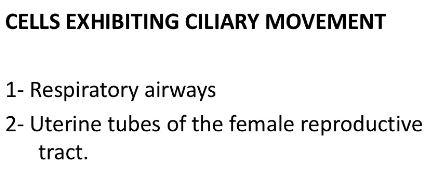 CELLS EXHIBITING CILIARY MOVEMENT
1- Respiratory airways
2- Uterine tubes of the female reproductive
tract.